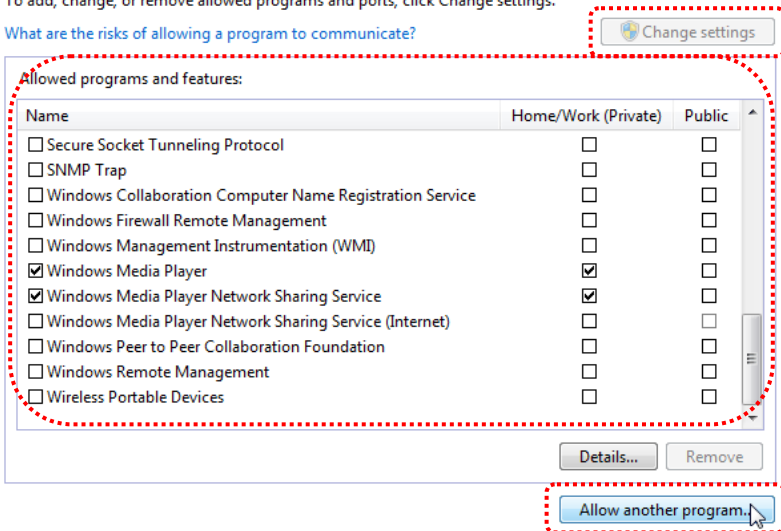 To add, change, or remove allowed programs and ports, click Change settings.
What are the risks of allowing a program to communicate?
Change settings
Allowed programs and features:
Name Home/Work (Private) Public
Secure Socket Tunneling Protocol
SNMP Trap
Windows Collaboration Computer Name Registration Service
Windows Firewall Remote Management
Windows Management Instrumentation (WMI)
Windows Media Player
Windows Media Player Network Sharing Service
Windows Media Player Network Sharing Service (Internet)
Windows Peer to Peer Collaboration Foundation
Windows Remote Management
Wireless Portable Devices
Details... Remove
Allow another program...